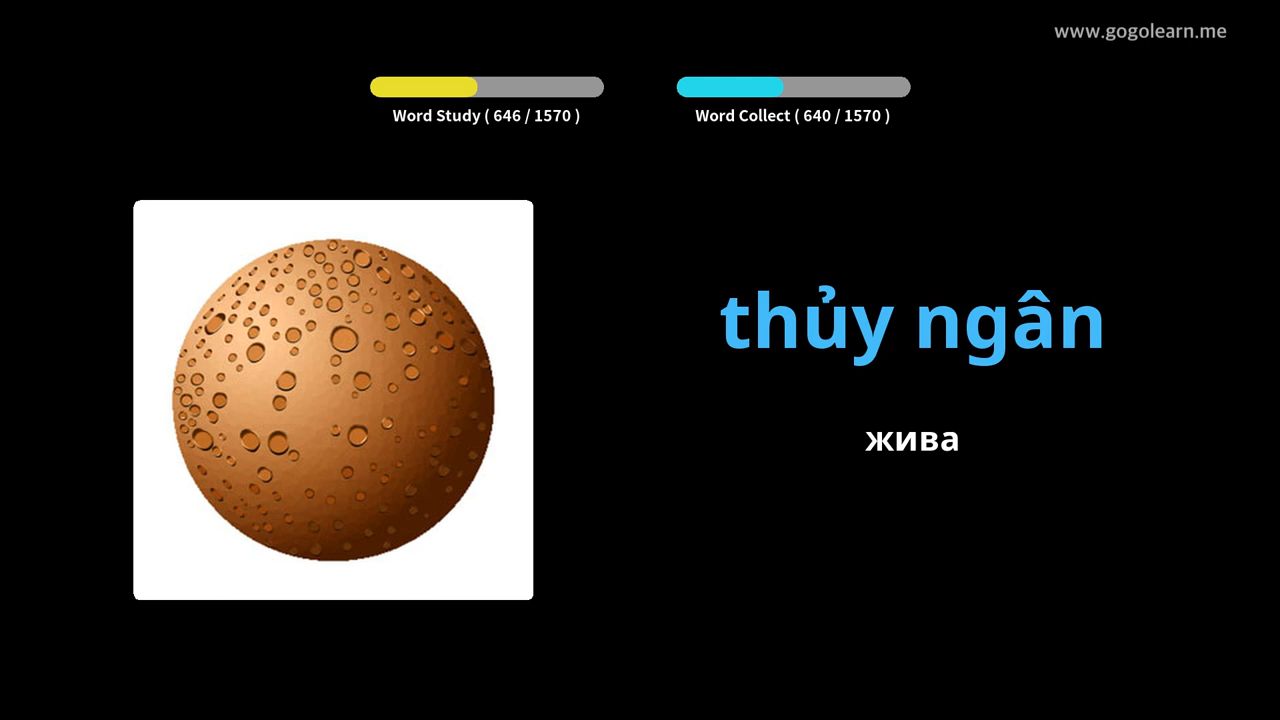 www.gogolearn.me
Word Study ( 646 / 1570 )
Word Collect ( 640 / 1570 )
thủy ngân
жива